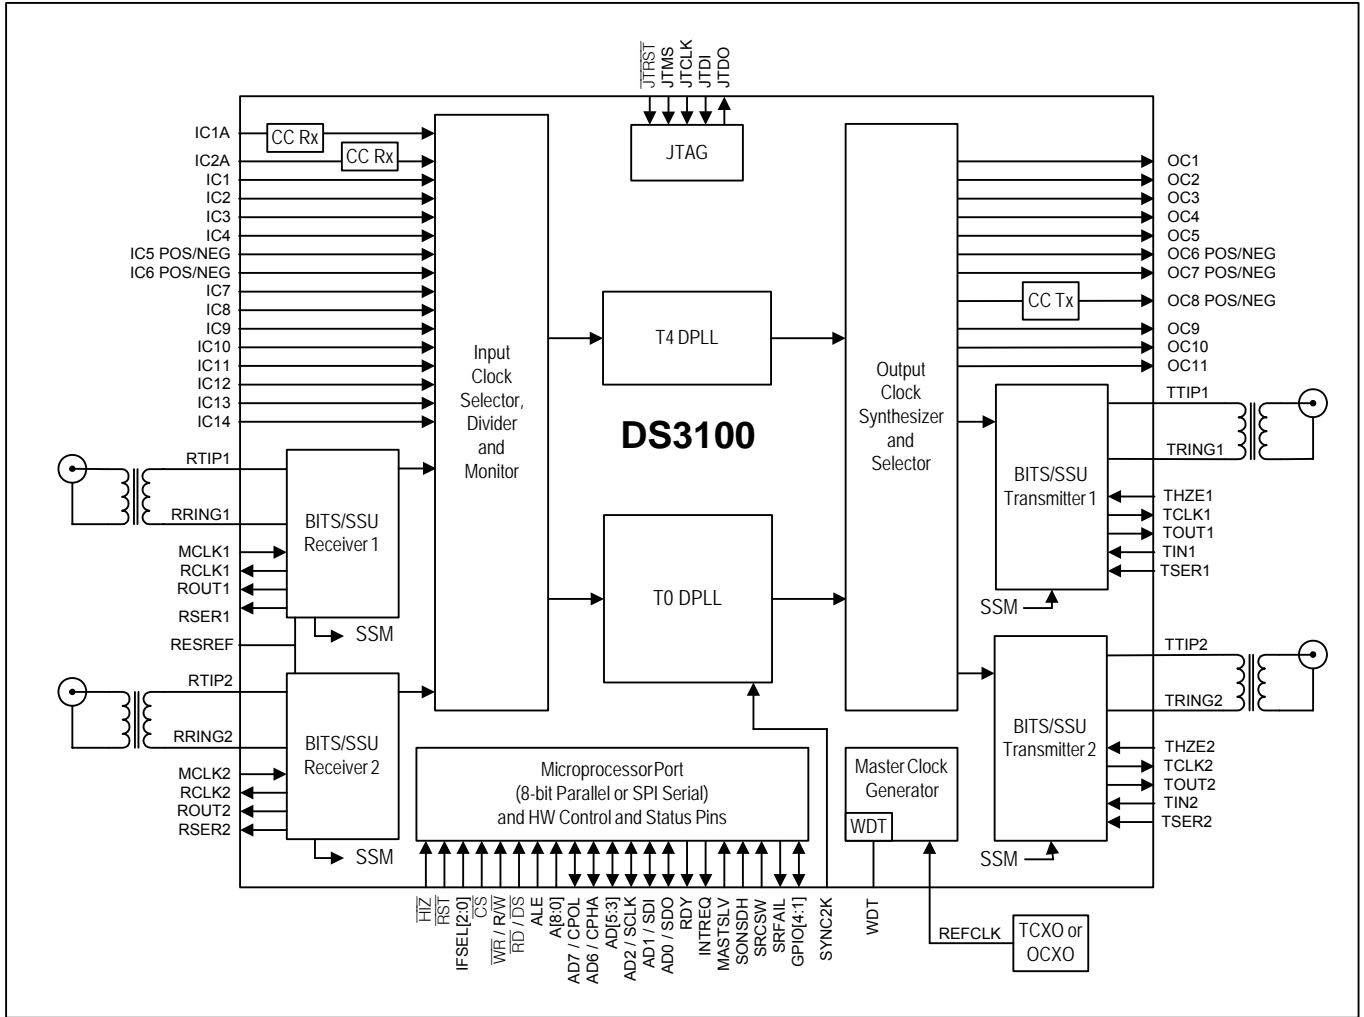 JTRST
JTMS
JTCLK
JTDI
JTDO
JTAG
IC1A
CC Rx
IC2A
CC Rx
IC1
IC2
IC3
IC4
IC5 POS/NEG
IC6 POS/NEG
IC7
IC8
IC9
IC10
IC11
IC12
IC13
IC14
Input
Clock
Selector,
Divider
and
Monitor
T4 DPLL
DS3100
T0 DPLL
Output
Clock
Synthesizer
and
Selector
OC1
OC2
OC3
OC4
OC5
OC6 POS/NEG
OC7 POS/NEG
CC Tx
OC8 POS/NEG
OC9
OC10
OC11
RTIP1
RRING1
BITS/SSU
Receiver 1
MCLK1
RCLK1
ROUT1
RSER1
SSM
RESREF
RTIP2
RRING2
BITS/SSU
Receiver 2
MCLK2
RCLK2
ROUT2
RSER2
SSM
TTIP1
TRING1
BITS/SSU
Transmitter 1
THZE1
TCLK1
TOUT1
TIN1
TSER1
SSM
TTIP2
TRING2
BITS/SSU
Transmitter 2
THZE2
TCLK2
TOUT2
TIN2
TSER2
SSM
Microprocessor Port
(8-bit Parallel or SPI Serial)
and HW Control and Status Pins
Master Clock
Generator
WDT
HIZ
RST
IFSEL[2:0]
CS
WR / R/W
RD / DS
ALE
A[8:0]
AD7 / CPOL
AD6 / CPHA
AD[5:3]
AD2 / SCLK
AD1 / SDI
AD0 / SDO
RDY
INTREQ
MASTSLV
SONSDH
SRCSW
SRFAIL
GPIO[4:1]
SYNC2K
WDT
REFCLK
TCXO or
OCXO